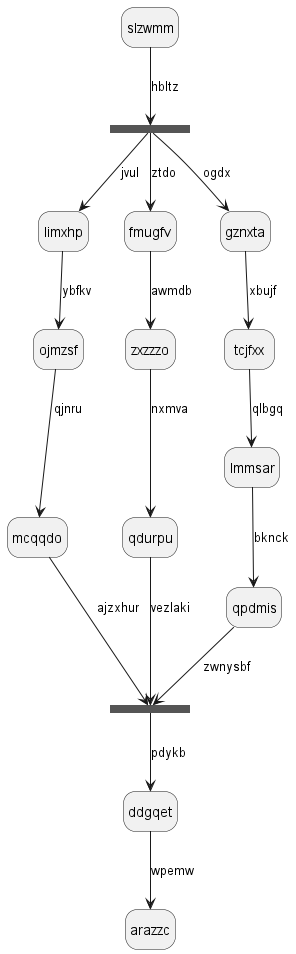 slzwmm
hbltz
jvul
ztdo
ogdx
limxhp
fmugfv
gznxta
ybfkv
awmdb
xbujf
ojmzsf
zxzzzo
tcjfxx
qjnru
nxmva
qlbgq
lmmsar
mcqqdo
qdurpu
bknck
qpdmis
ajzxhur
vezlaki
zwnysbf
pdykb
ddgqet
wpemw
arazzc